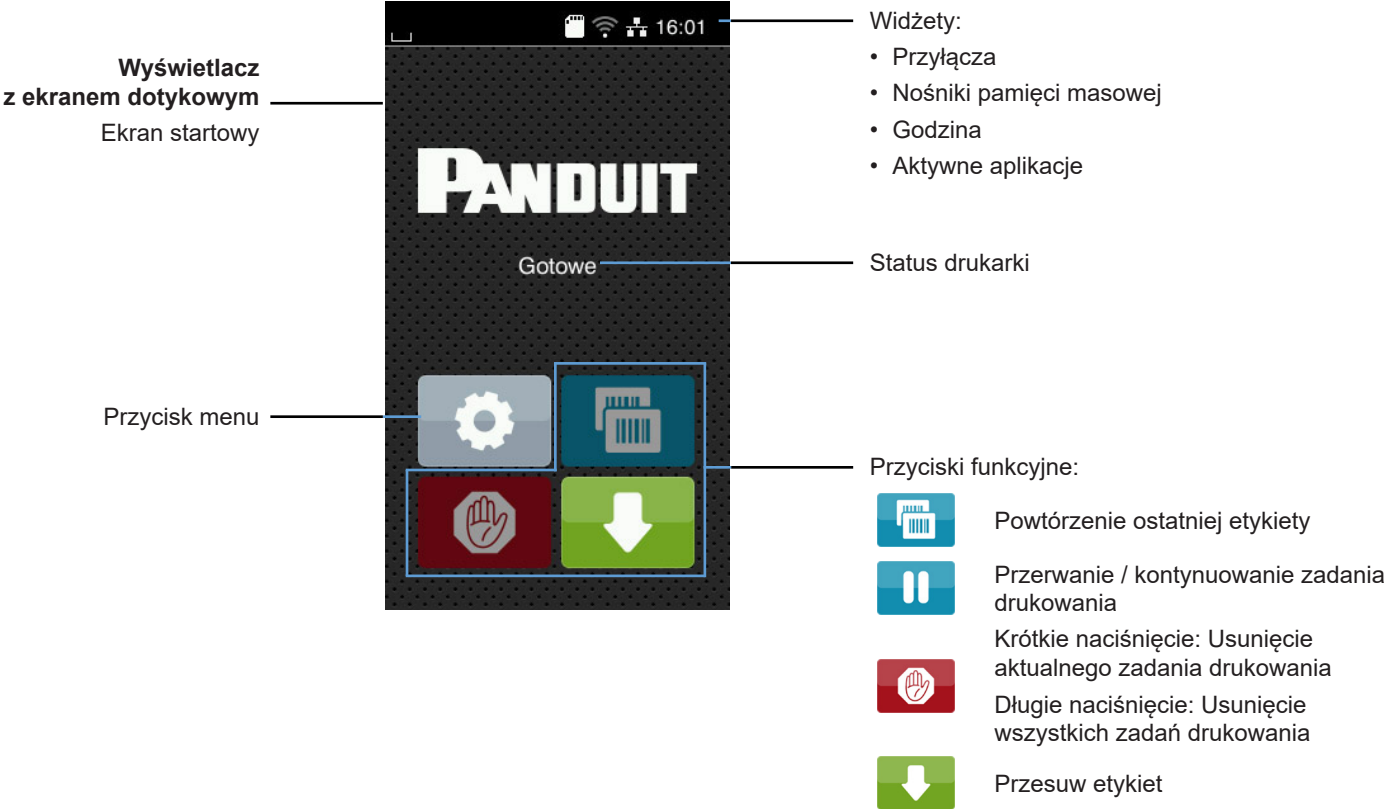 16:01
Wyświetlacz
z ekranem dotykowym
Ekran startowy
PANDUIT
Gotowe
Przycisk menu
Widżety:
• Przyłącza
• Nośniki pamięci masowej
• Godzina
• Aktywne aplikacje
Status drukarki
Przyciski funkcyjne:
Powtórzenie ostatniej etykiety
Przerwanie / kontynuowanie zadania
drukowania
Krótkie naciśnięcie: Usunięcie
aktualnego zadania drukowania
Długie naciśnięcie: Usunięcie
wszystkich zadań drukowania
Przesuw etykiet